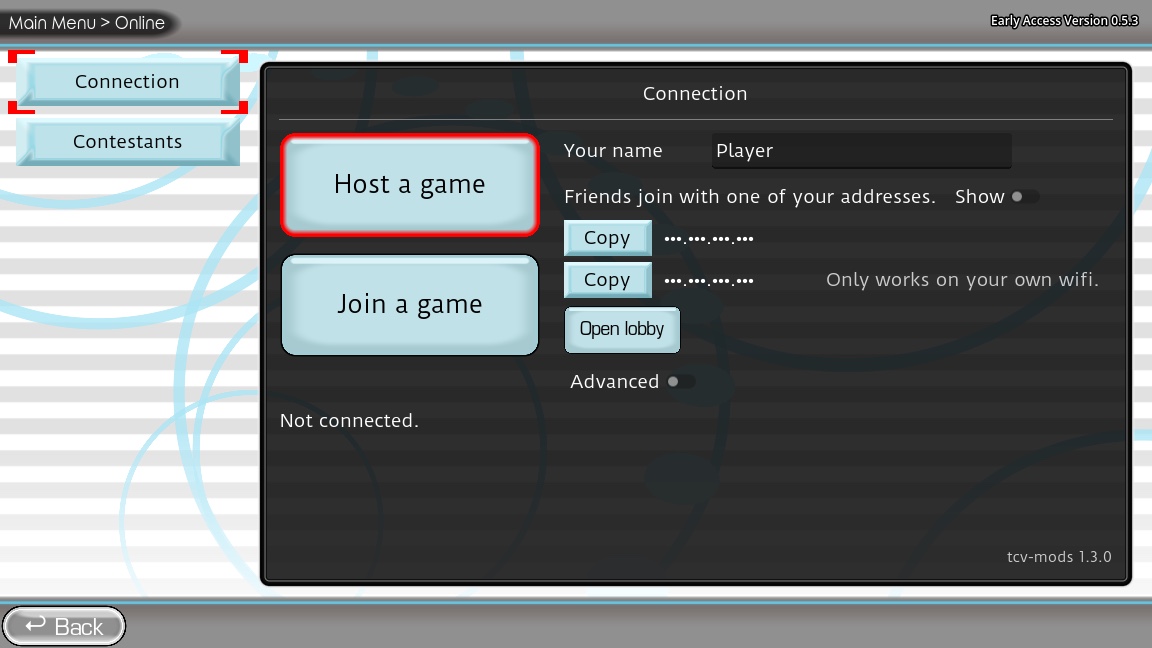 Main Menu > Online
Early Access Version 0.5.3
Connection
Contestants
Connection
Host a game
Join a game
Your name
Player
Friends join with one of your addresses.
Show
Copy
•••.•••.•••.•••
Copy
•••.•••.•••.•••
Only works on your own wifi.
Open lobby
Advanced
Not connected.
tcv-mods 1.3.0
Back